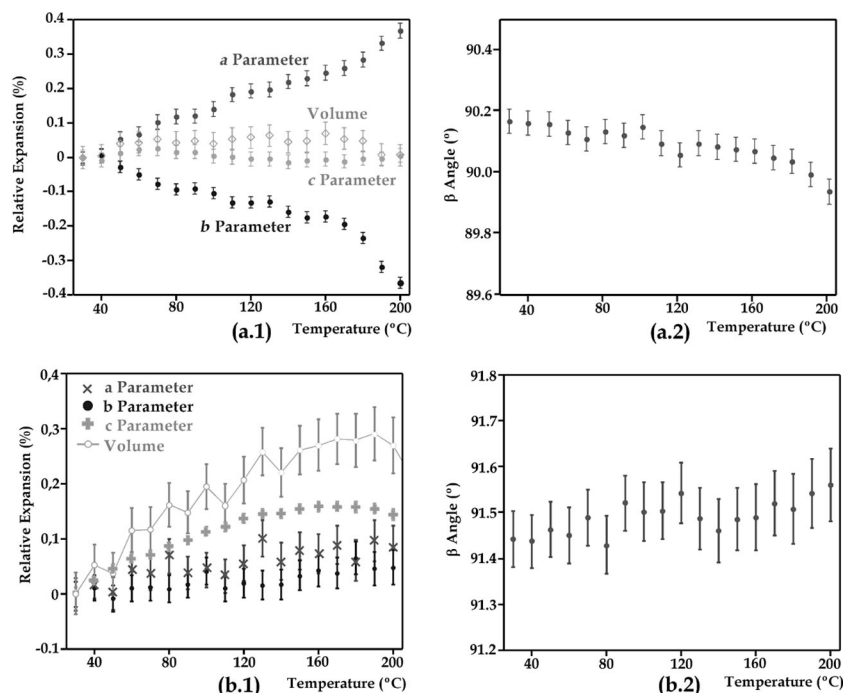 0.4
0.3
0.2
0.1
0
-0.1
-0.2
-0.3
-0.4
Relative Expansion (%)
a Parameter
Volume
c Parameter
b Parameter
40
80
120
160
200
Temperature (ºC)
(a.1)
90.4
90.2
90.0
89.8
89.6
β Angle (º)
40
80
120
160
200
Temperature (ºC)
(a.2)
0,4
0,3
0,2
0,1
0
-0.1
Relative Expansion (%)
a Parameter
b Parameter
c Parameter
Volume
40
80
120
160
200
Temperature (ºC)
(b.1)
91.8
91.7
91.6
91.5
91.4
91.3
91.2
β Angle (º)
40
80
120
160
200
Temperature (ºC)
(b.2)